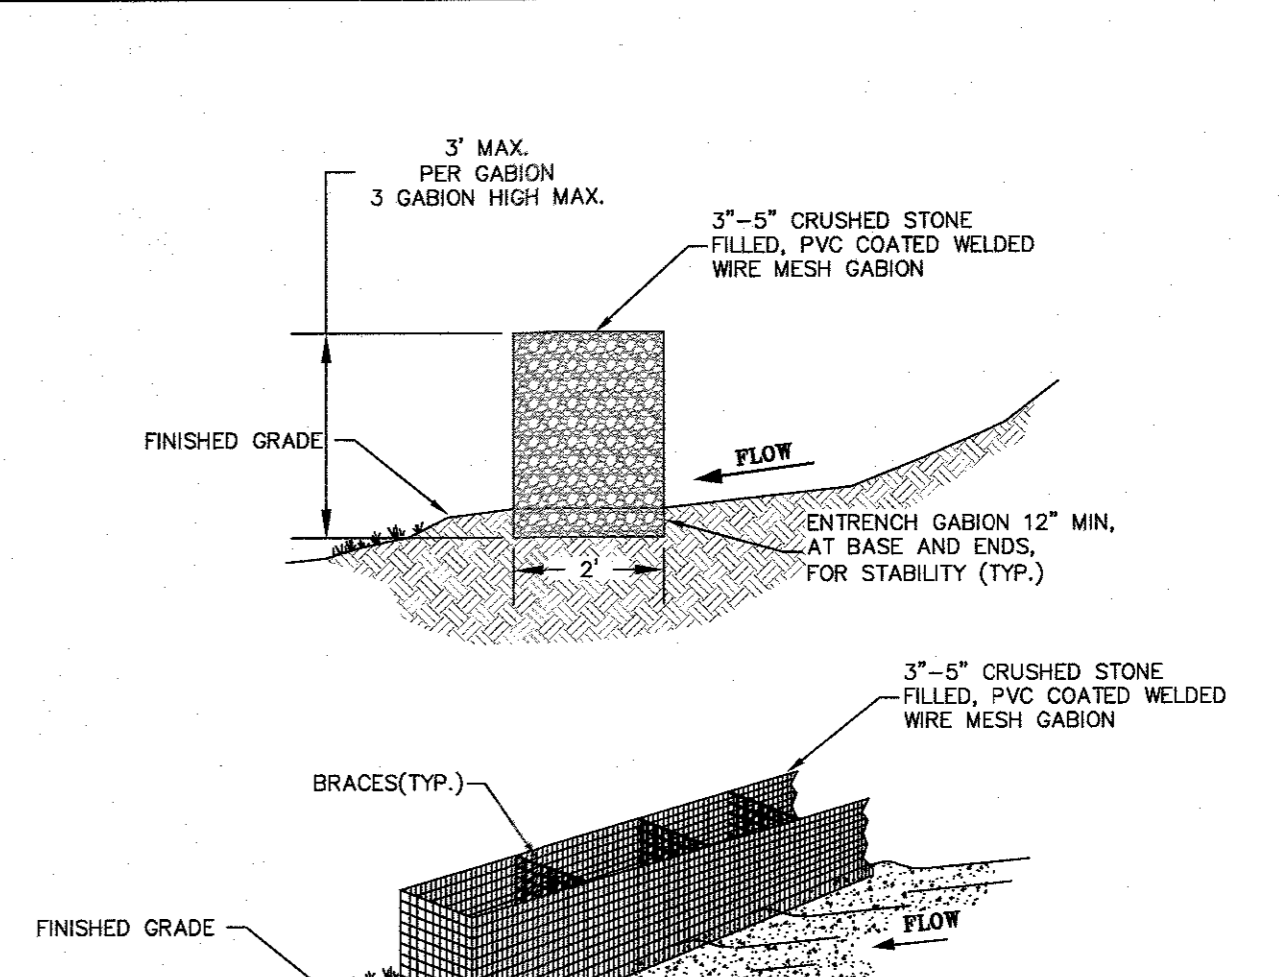 3' MAX.
PER GABION
3 GABION HIGH MAX.
3"-5" CRUSHED STONE
FILLED, PVC COATED WELDED
WIRE MESH GABION
FINISHED GRADE
FLOW
ENTRENCH GABION 12" MIN,
AT BASE AND ENDS,
FOR STABILITY (TYP.)
2'
3"-5" CRUSHED STONE
FILLED, PVC COATED WELDED
WIRE MESH GABION
BRACES(TYP.)
FINISHED GRADE
FLOW